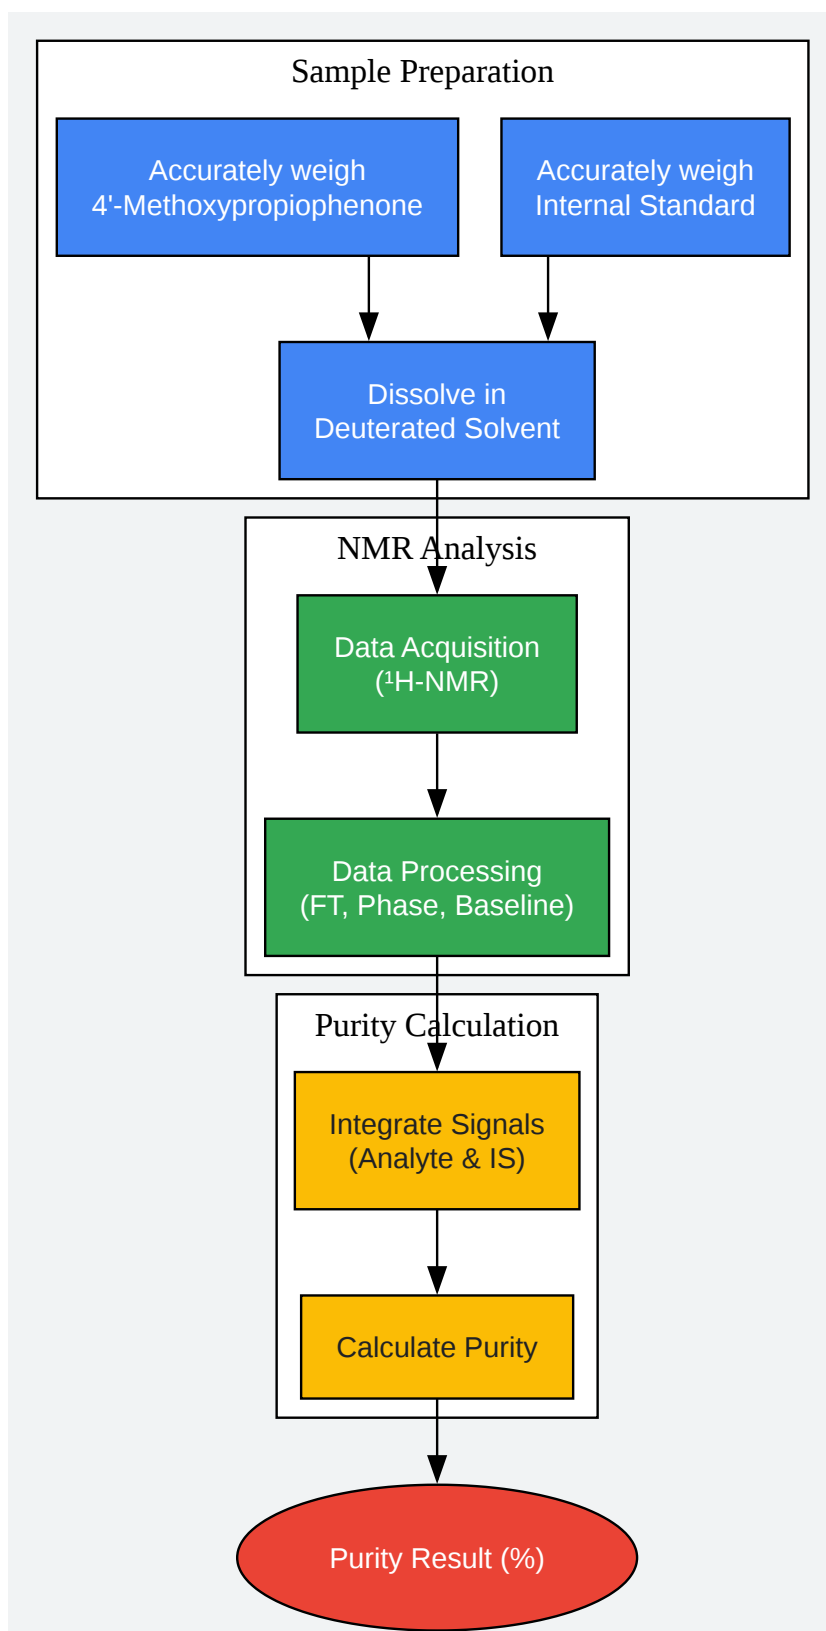 Sample Preparation
Accurately weigh
4'-Methoxypropiophenone
Accurately weigh
Internal Standard
Dissolve in
Deuterated Solvent
NMR Analysis
Data Acquisition
(¹H-NMR)
Data Processing
(FT, Phase, Baseline)
Purity Calculation
Integrate Signals
(Analyte & IS)
Calculate Purity
Purity Result (%)